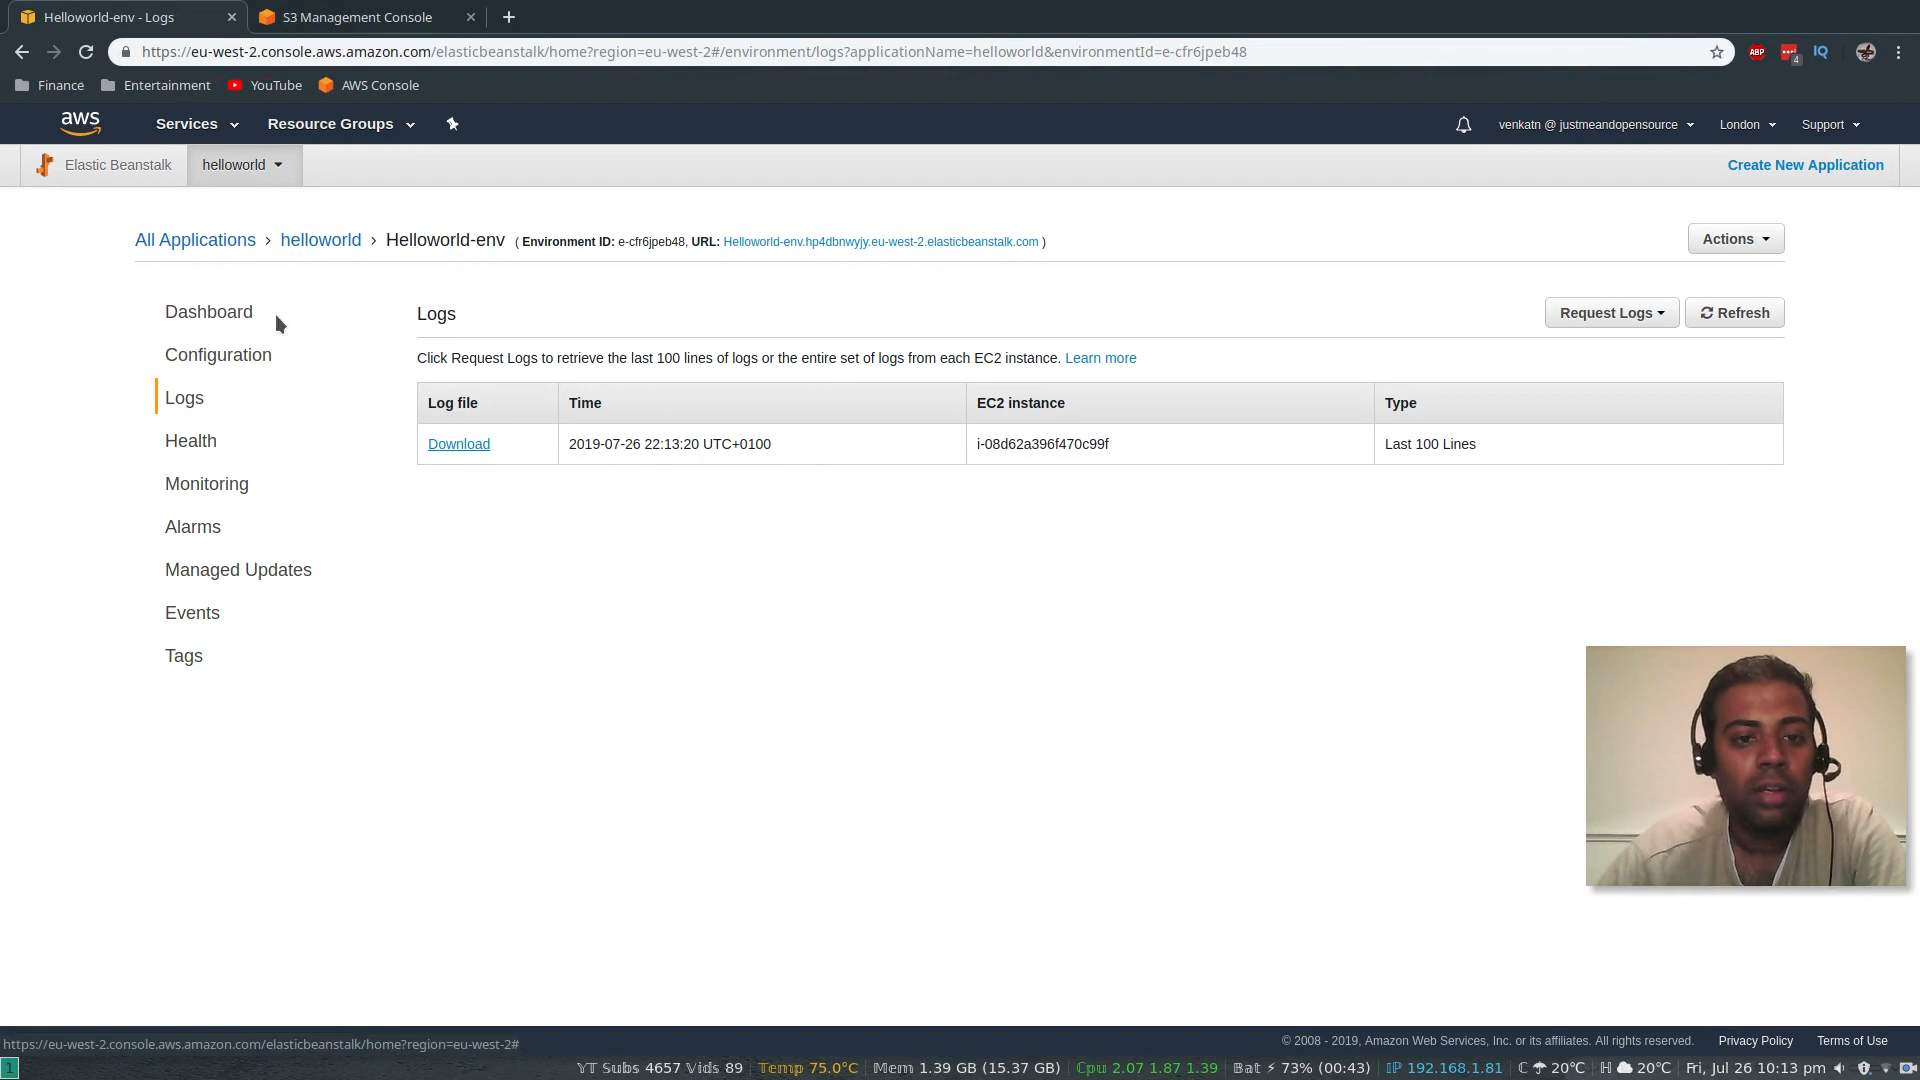 Helloworld-env - Logs
S3 Management Console
https://eu-west-2.console.aws.amazon.com/elasticbeanstalk/home?region=eu-west-2#/environment/logs?applicationName=helloworld&environmentId=e-cfr6jpeb48
ABP
4
IQ
Finance
Entertainment
YouTube
AWS Console
aws
Services
Resource Groups
venkatn @ justmeandopensource
London
Support
Elastic Beanstalk
helloworld
Create New Application
All Applications > helloworld > Helloworld-env ( Environment ID: e-cfr6jpeb48, URL: Helloworld-env.hp4dbnwyjy.eu-west-2.elasticbeanstalk.com )
Actions
Dashboard
Configuration
Logs
Health
Monitoring
Alarms
Managed Updates
Events
Tags
Logs
Request Logs
Refresh
Click Request Logs to retrieve the last 100 lines of logs or the entire set of logs from each EC2 instance. Learn more
Log file Time EC2 instance Type
Download 2019-07-26 22:13:20 UTC+0100 i-08d62a396f470c99f Last 100 Lines
https://eu-west-2.console.aws.amazon.com/elasticbeanstalk/home?region=eu-west-2#
© 2008 - 2019, Amazon Web Services, Inc. or its affiliates. All rights reserved. Privacy Policy Terms of Use
1
YT Subs 4657 Vids 89 Temp 75.0°C Mem 1.39 GB (15.37 GB) Cpu 2.07 1.87 1.39 Bat ⚡ 73% (00:43) IP 192.168.1.81 C ☂ 20℃ H ☁ 20℃ Fri, Jul 26 10:13 pm